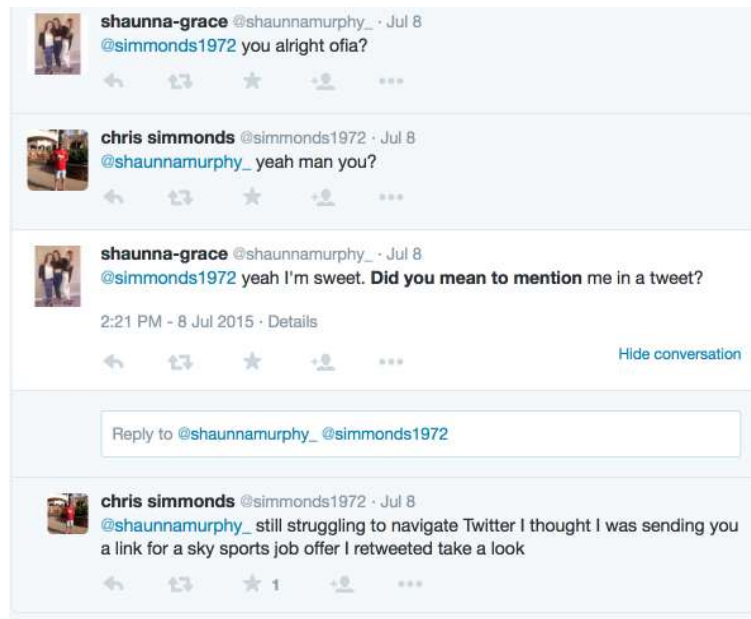 shaunna-grace @shaunnamurphy_ · Jul 8
@simmonds1972 you alright ofia?
chris simmonds @simmonds1972 · Jul 8
@shaunnamurphy_ yeah man you?
shaunna-grace @shaunnamurphy_ · Jul 8
@simmonds1972 yeah I'm sweet. Did you mean to mention me in a tweet?
2:21 PM - 8 Jul 2015 · Details
Hide conversation
Reply to @shaunnamurphy_ @simmonds1972
chris simmonds @simmonds1972 · Jul 8
@shaunnamurphy_ still struggling to navigate Twitter I thought I was sending you
a link for a sky sports job offer I retweeted take a look
1